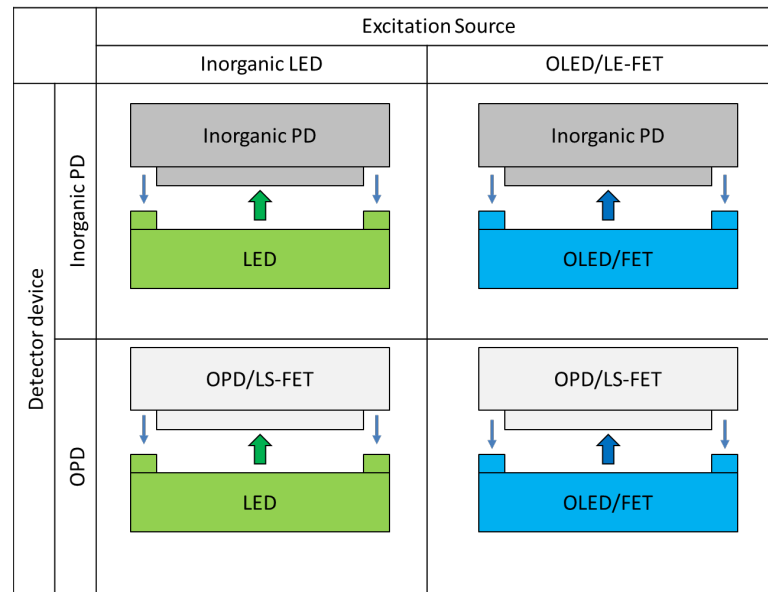 Excitation Source
Inorganic LED
OLED/LE-FET
Detector device
Inorganic PD
Inorganic PD
LED
Inorganic PD
OLED/FET
OPD
OPD/LS-FET
LED
OPD/LS-FET
OLED/FET